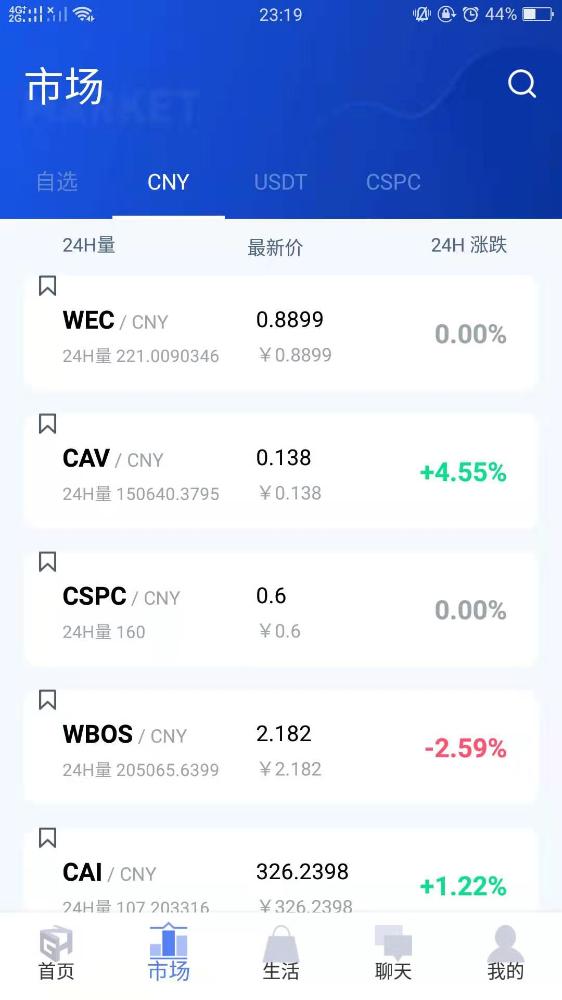 4G+
2G
23:19
44%
市场
MARKET
自选 CNY USDT CSPC
24H量 最新价 24H 涨跌
WEC / CNY 0.8899 0.00%
24H量 221.0090346 ￥0.8899
CAV / CNY 0.138 +4.55%
24H量 150640.3795 ￥0.138
CSPC / CNY 0.6 0.00%
24H量 160 ￥0.6
WBOS / CNY 2.182 -2.59%
24H量 205065.6399 ￥2.182
CAI / CNY 326.2398 +1.22%
24H量 107.203316 ￥326.2398
首页 市场 生活 聊天 我的